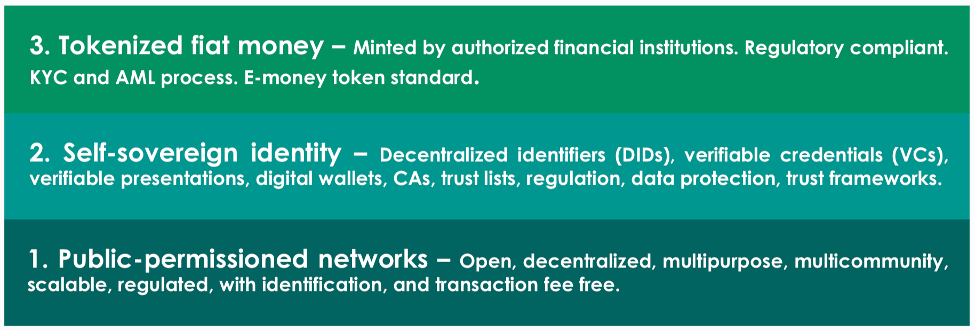 3. Tokenized fiat money – Minted by authorized financial institutions. Regulatory compliant.
KYC and AML process. E-money token standard.
2. Self-sovereign identity – Decentralized identifiers (DIDs), verifiable credentials (VCs),
verifiable presentations, digital wallets, CAs, trust lists, regulation, data protection, trust frameworks.
1. Public-permissioned networks – Open, decentralized, multipurpose, multicommunity,
scalable, regulated, with identification, and transaction fee free.